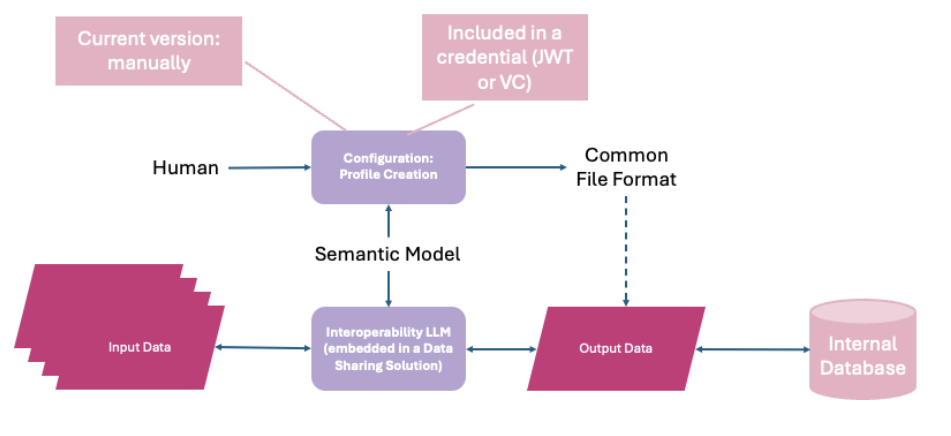 Current version:
manually
Included in a
credential (JWT
or VC)
Human
Configuration:
Profile Creation
Common
File Format
Semantic Model
Input Data
Interoperability LLM
(embedded in a Data
Sharing Solution)
Output Data
Internal
Database